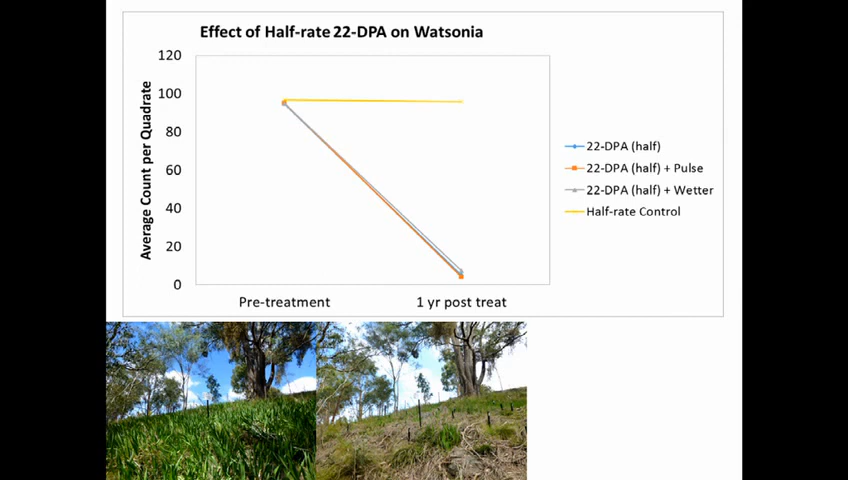 Effect of Half-rate 22-DPA on Watsonia
120
100
80
60
40
20
0
Average Count per Quadrate
Pre-treatment
1 yr post treat
22-DPA (half)
22-DPA (half) + Pulse
22-DPA (half) + Wetter
Half-rate Control